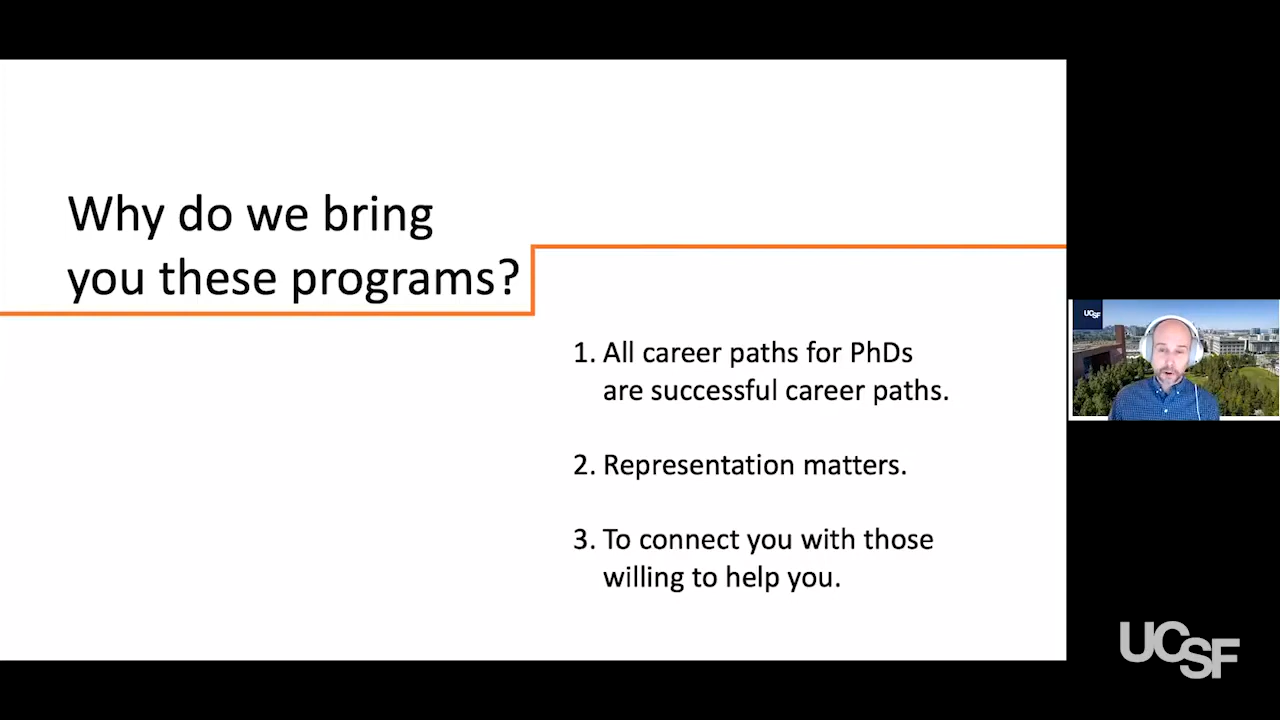 Why do we bring
you these programs?
1. All career paths for PhDs
are successful career paths.
2. Representation matters.
3. To connect you with those
willing to help you.
UCSF
UCSF